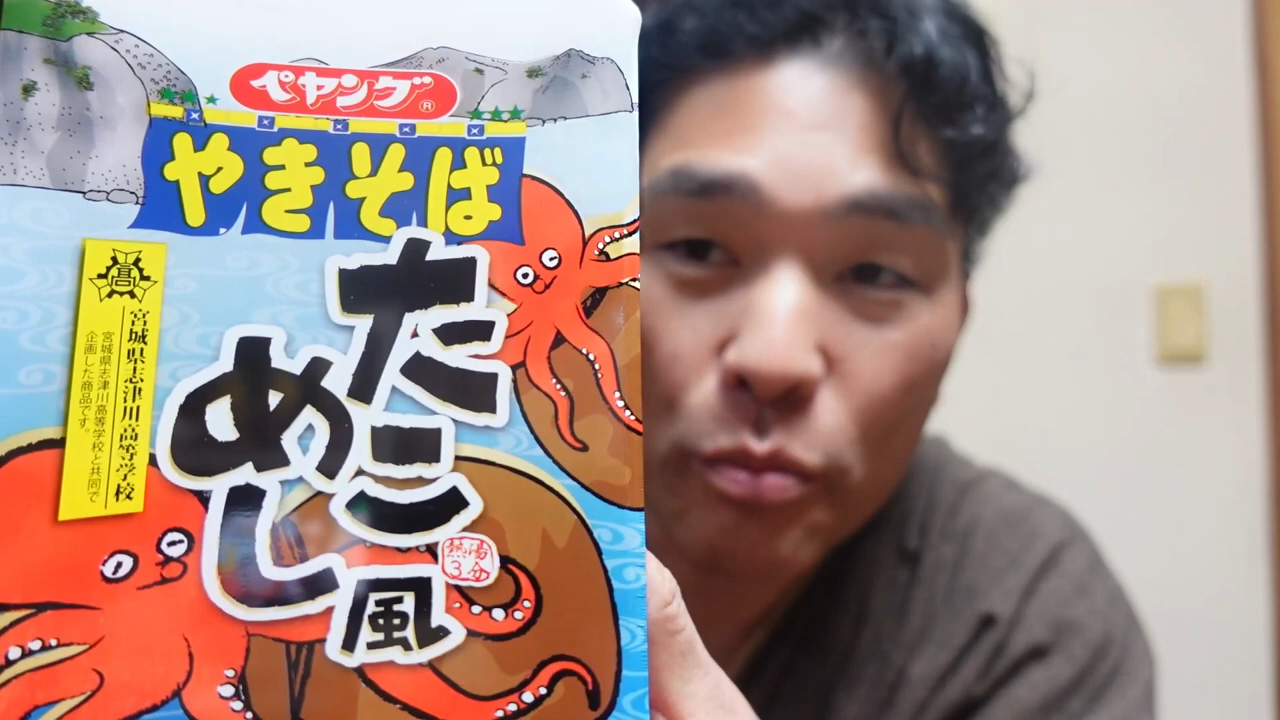 ペヤング®
やきそば
たこ
めし
風
熱湯
3分
高
宮城県志津川高等学校
宮城県志津川高等学校と共同で
企画した商品です。